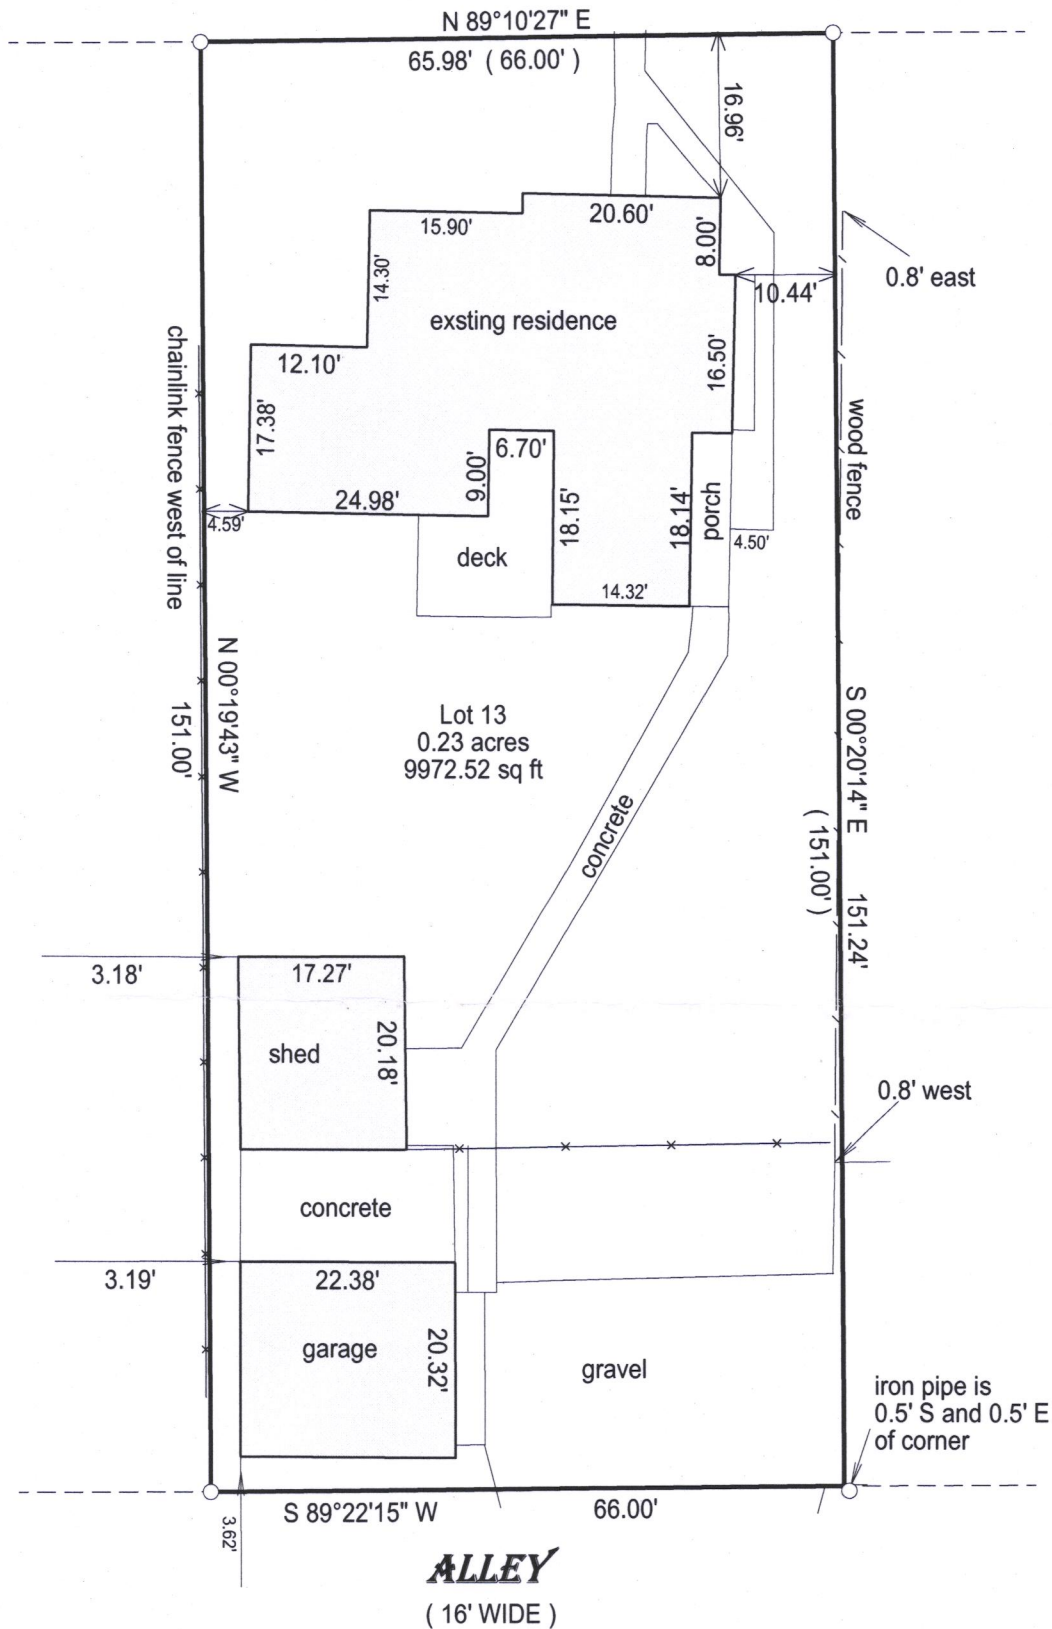 N 89°10'27" E
65.98' ( 66.00' )
16.96'
15.90'
20.60'
8.00'
0.8' east
14.30'
10.44'
exsting residence
12.10'
16.50'
chainlink fence west of line
17.38'
wood fence
6.70'
9.00'
24.98'
4.59'
18.15'
18.14'
porch
4.50'
deck
14.32'
N 00°19'43" W
151.00'
S 00°20'14" E 151.24'
( 151.00' )
Lot 13
0.23 acres
9972.52 sq ft
concrete
3.18'
17.27'
20.18'
shed
0.8' west
concrete
3.19'
22.38'
20.32'
garage
gravel
iron pipe is
0.5' S and 0.5' E
of corner
S 89°22'15" W
66.00'
3.62'
ALLEY
( 16' WIDE )